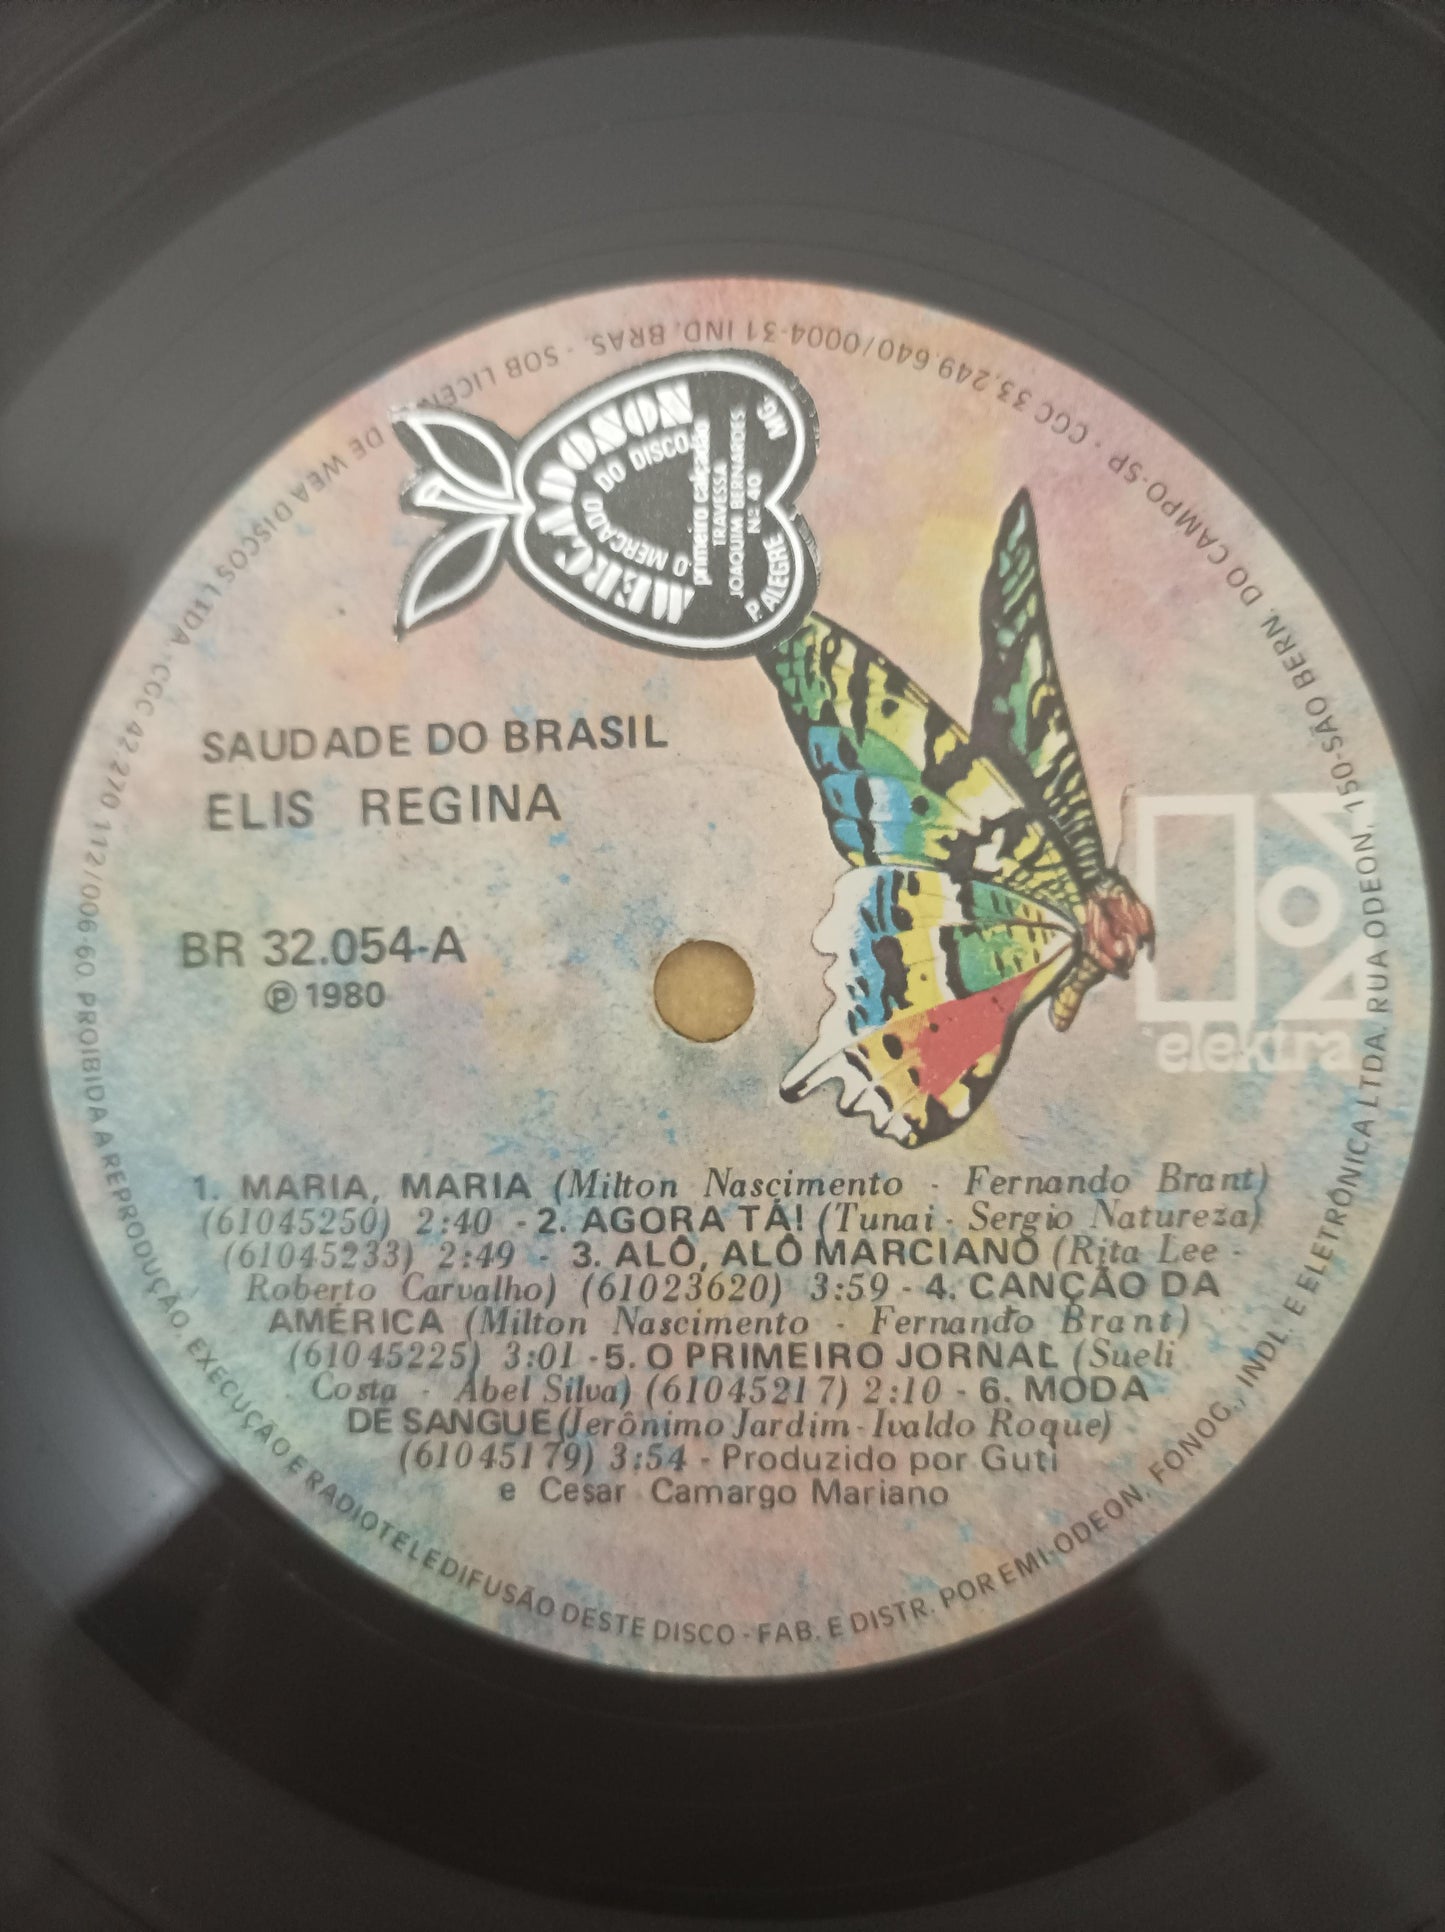 MERCADOSON
O MERCADO DO DISCO
primeiro calçadão
TRAVESSA
JOAQUIM BERNARDES
Nº 40
P. ALEGRE MG.
SAUDADE DO BRASIL
ELIS REGINA
BR 32.054-A
℗ 1980
elektra
1. MARIA, MARIA (Milton Nascimento - Fernando Brant)
(61045250) 2:40 - 2. AGORA TÁ! (Tunai - Sergio Natureza)
(61045233) 2:49 - 3. ALÔ, ALÔ MARCIANO (Rita Lee -
Roberto Carvalho) (61023620) 3:59 - 4. CANÇÃO DA
AMÉRICA (Milton Nascimento - Fernando Brant)
(61045225) 3:01 - 5. O PRIMEIRO JORNAL (Sueli
Costa - Abel Silva) (61045217) 2:10 - 6. MODA
DE SANGUE (Jerônimo Jardim - Ivaldo Roque)
(61045179) 3:54 - Produzido por Guti
e Cesar Camargo Mariano
PROIBIDA A REPRODUÇÃO, EXECUÇÃO E RADIOTELEDIFUSÃO DESTE DISCO - FAB. E DISTR. POR EMI-ODEON, FONOG., INDL. E ELETRÔNICA LTDA. RUA ODEON, 150-SÃO BERN. DO CAMPO-SP - CGC 33.249.640/0004-31 IND. BRAS. - SOB LICEN DE WEA DISCOS LTDA. CGC 42.270.112/006-60